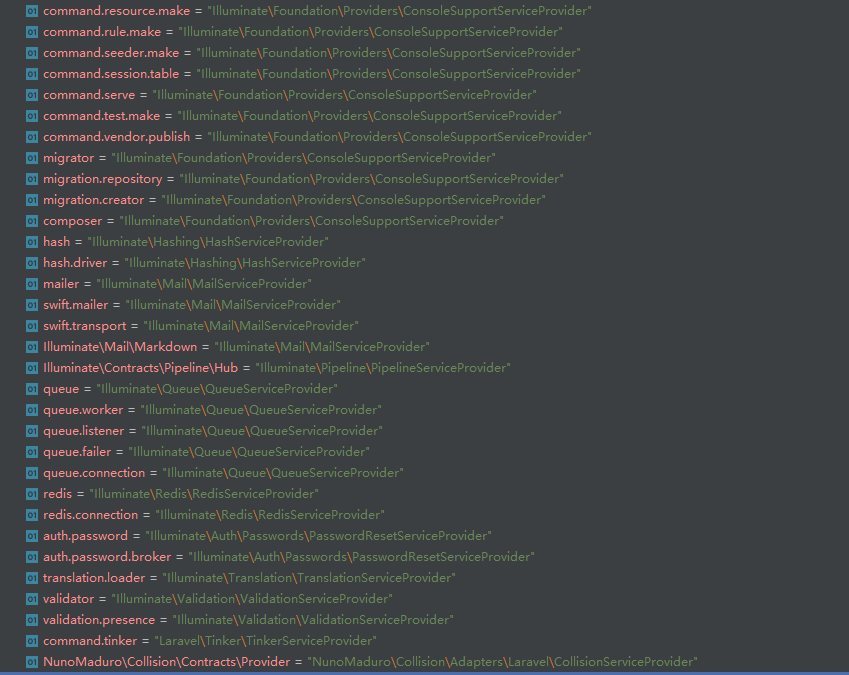 01 command.resource.make = "Illuminate\Foundation\Providers\ConsoleSupportServiceProvider"
01 command.rule.make = "Illuminate\Foundation\Providers\ConsoleSupportServiceProvider"
01 command.seeder.make = "Illuminate\Foundation\Providers\ConsoleSupportServiceProvider"
01 command.session.table = "Illuminate\Foundation\Providers\ConsoleSupportServiceProvider"
01 command.serve = "Illuminate\Foundation\Providers\ConsoleSupportServiceProvider"
01 command.test.make = "Illuminate\Foundation\Providers\ConsoleSupportServiceProvider"
01 command.vendor.publish = "Illuminate\Foundation\Providers\ConsoleSupportServiceProvider"
01 migrator = "Illuminate\Foundation\Providers\ConsoleSupportServiceProvider"
01 migration.repository = "Illuminate\Foundation\Providers\ConsoleSupportServiceProvider"
01 migration.creator = "Illuminate\Foundation\Providers\ConsoleSupportServiceProvider"
01 composer = "Illuminate\Foundation\Providers\ConsoleSupportServiceProvider"
01 hash = "Illuminate\Hashing\HashServiceProvider"
01 hash.driver = "Illuminate\Hashing\HashServiceProvider"
01 mailer = "Illuminate\Mail\MailServiceProvider"
01 swift.mailer = "Illuminate\Mail\MailServiceProvider"
01 swift.transport = "Illuminate\Mail\MailServiceProvider"
01 Illuminate\Mail\Markdown = "Illuminate\Mail\MailServiceProvider"
01 Illuminate\Contracts\Pipeline\Hub = "Illuminate\Pipeline\PipelineServiceProvider"
01 queue = "Illuminate\Queue\QueueServiceProvider"
01 queue.worker = "Illuminate\Queue\QueueServiceProvider"
01 queue.listener = "Illuminate\Queue\QueueServiceProvider"
01 queue.failer = "Illuminate\Queue\QueueServiceProvider"
01 queue.connection = "Illuminate\Queue\QueueServiceProvider"
01 redis = "Illuminate\Redis\RedisServiceProvider"
01 redis.connection = "Illuminate\Redis\RedisServiceProvider"
01 auth.password = "Illuminate\Auth\Passwords\PasswordResetServiceProvider"
01 auth.password.broker = "Illuminate\Auth\Passwords\PasswordResetServiceProvider"
01 translation.loader = "Illuminate\Translation\TranslationServiceProvider"
01 validator = "Illuminate\Validation\ValidationServiceProvider"
01 validation.presence = "Illuminate\Validation\ValidationServiceProvider"
01 command.tinker = "Laravel\Tinker\TinkerServiceProvider"
01 NunoMaduro\Collision\Contracts\Provider = "NunoMaduro\Collision\Adapters\Laravel\CollisionServiceProvider"